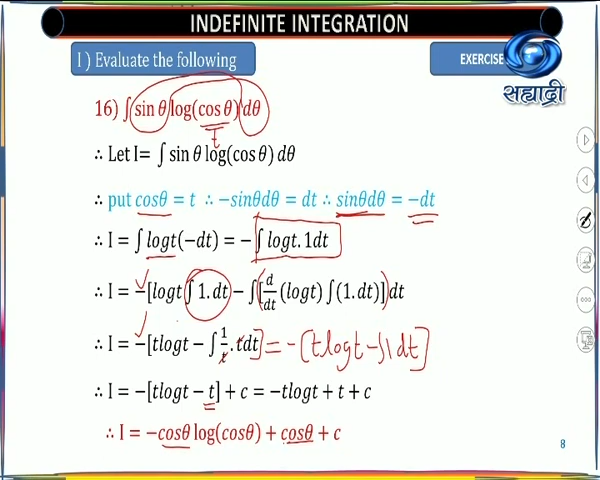 INDEFINITE INTEGRATION
I ) Evaluate the following
EXERCISE
सह्याद्री
16) ∫ sin θ log(cos θ) dθ
t
∴ Let I= ∫ sin θ log(cos θ) dθ
∴ put cosθ = t ∴ −sinθdθ = dt ∴ sinθdθ = −dt
∴ I = ∫ logt(−dt) = − ∫ logt. 1dt
∴ I = −[logt ∫ 1. dt − ∫ [d/dt (logt) ∫(1. dt)] dt
∴ I = −[tlogt − ∫ 1/t . tdt] = −[tlogt − ∫1 dt]
∴ I = −[tlogt − t] + c = −tlogt + t + c
∴ I = −cosθ log(cosθ) + cosθ + c
8